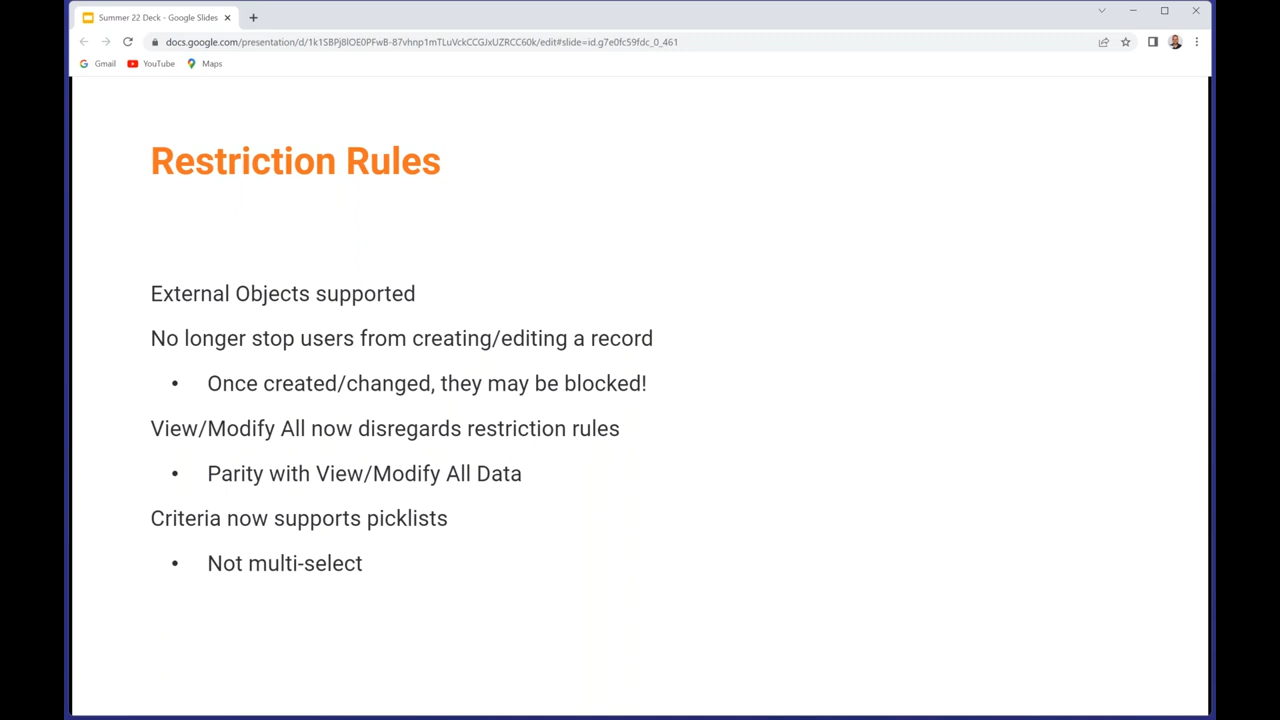 Summer 22 Deck - Google Slides
docs.google.com/presentation/d/1k1SBPj8lOE0PFwB-87vhnp1mTLuVckCCGJxUZRCC60k/edit#slide=id.g7e0fc59fdc_0_461
Gmail YouTube Maps
Restriction Rules
External Objects supported
No longer stop users from creating/editing a record
• Once created/changed, they may be blocked!
View/Modify All now disregards restriction rules
• Parity with View/Modify All Data
Criteria now supports picklists
• Not multi-select